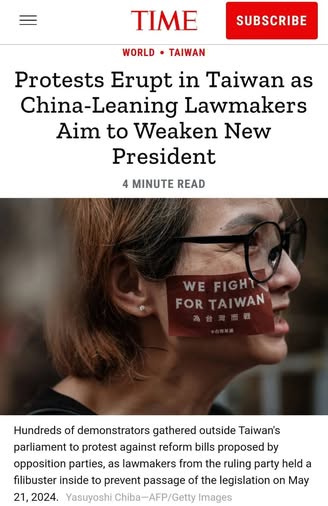 TIME
SUBSCRIBE
WORLD • TAIWAN
Protests Erupt in Taiwan as
China-Leaning Lawmakers
Aim to Weaken New
President
4 MINUTE READ
WE FIGHT
FOR TAIWAN
為台灣而戰
Hundreds of demonstrators gathered outside Taiwan's
parliament to protest against reform bills proposed by
opposition parties, as lawmakers from the ruling party held a
filibuster inside to prevent passage of the legislation on May
21, 2024. Yasuyoshi Chiba—AFP/Getty Images